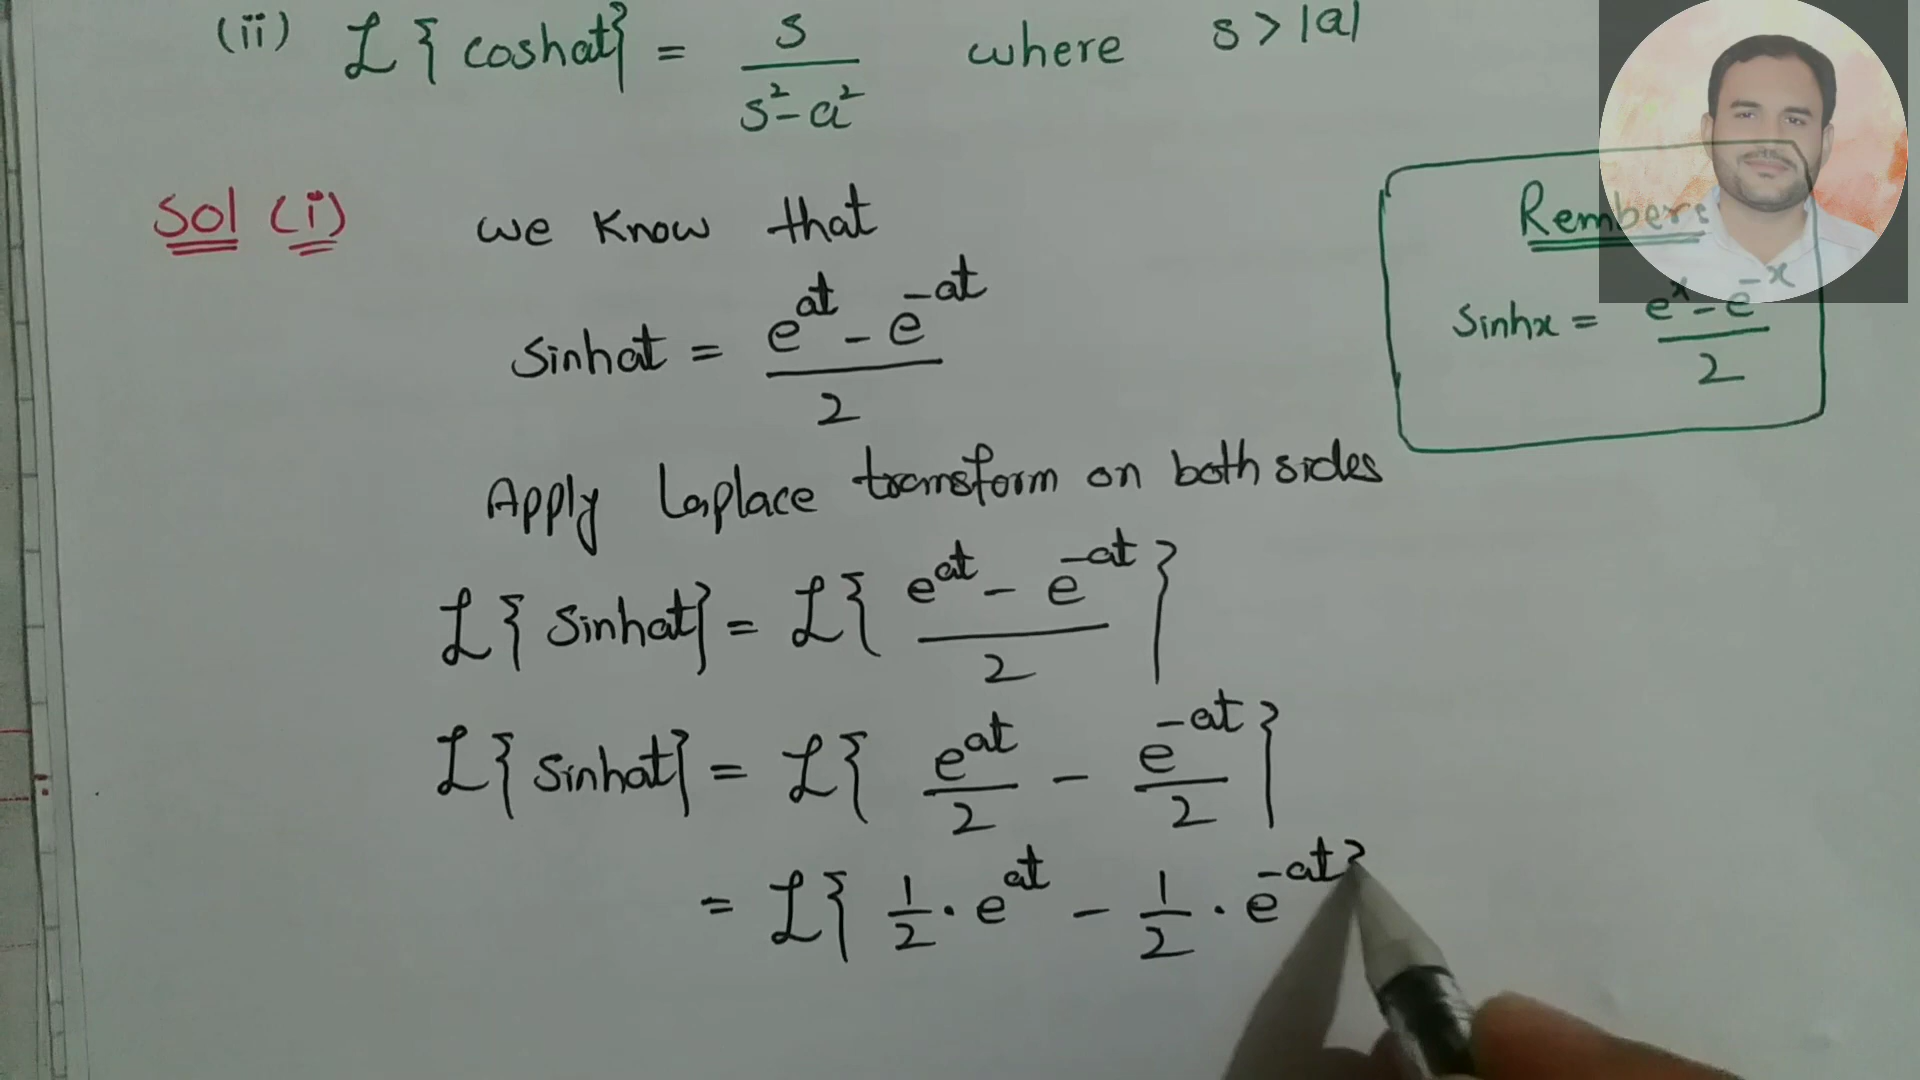 (ii) ℒ{coshat} = s/(s²-a²) where s>|a|
Sol (i) we know that
sinhat = (e^at - e^-at)/2
Apply Laplace transform on both sides
ℒ{sinhat} = ℒ{(e^at - e^-at)/2}
ℒ{sinhat} = ℒ{e^at/2 - e^-at/2}
= ℒ{1/2 · e^at - 1/2 · e^-at}
Rembers
Sinhx = (e^x - e^-x)/2